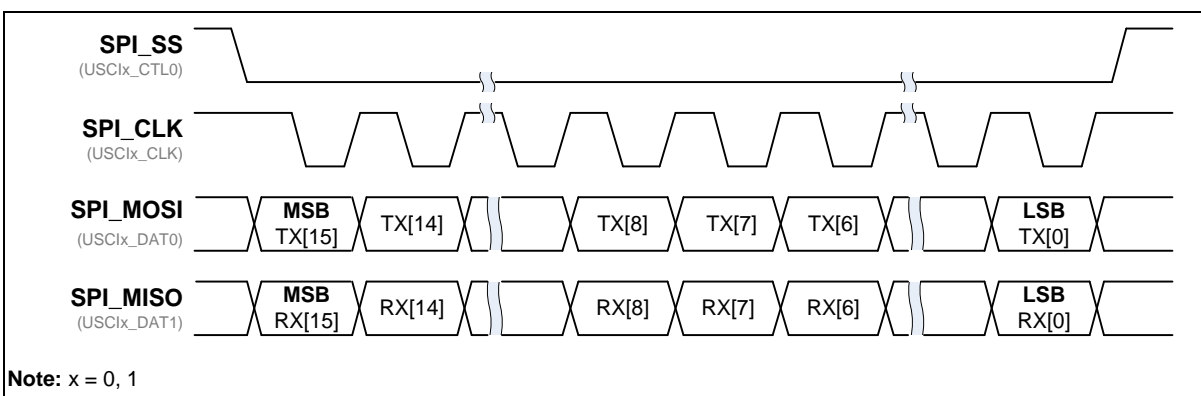 SPI_SS
(USCIx_CTL0)
SPI_CLK
(USCIx_CLK)
SPI_MOSI
(USCIx_DAT0)
MSB
TX[15]
TX[14]
TX[8]
TX[7]
TX[6]
LSB
TX[0]
SPI_MISO
(USCIx_DAT1)
MSB
RX[15]
RX[14]
RX[8]
RX[7]
RX[6]
LSB
RX[0]
Note: x = 0, 1